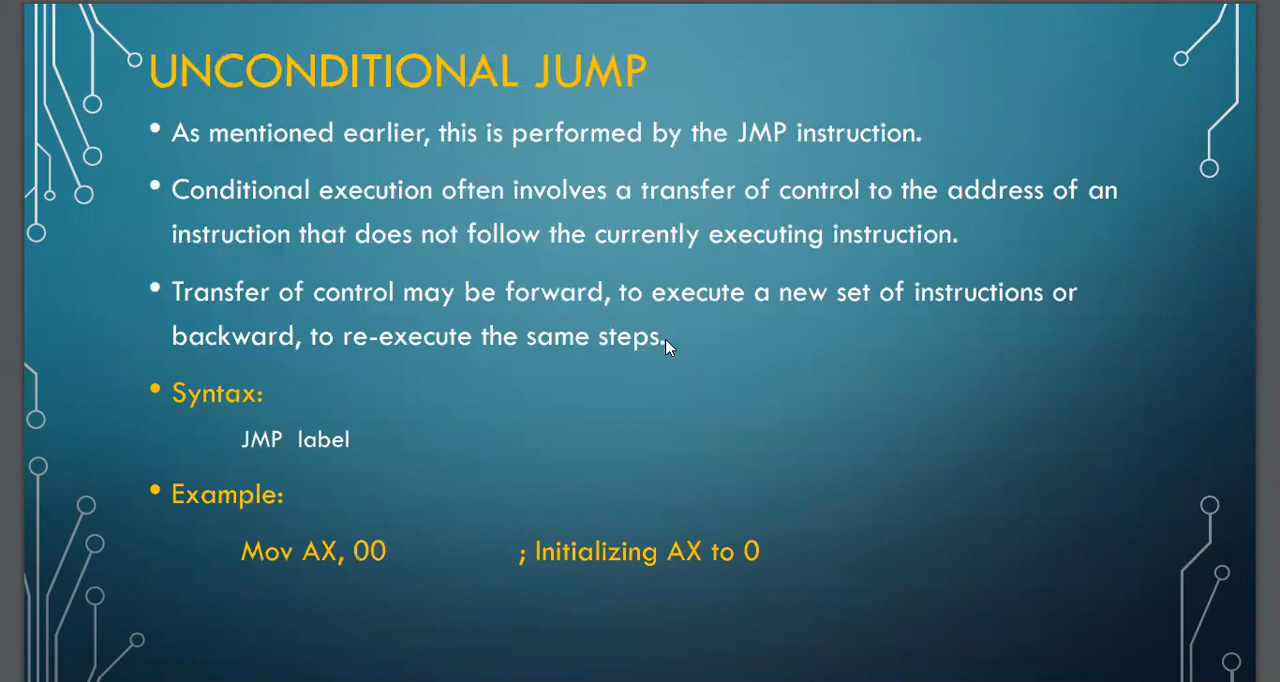 UNCONDITIONAL JUMP
• As mentioned earlier, this is performed by the JMP instruction.
• Conditional execution often involves a transfer of control to the address of an
instruction that does not follow the currently executing instruction.
• Transfer of control may be forward, to execute a new set of instructions or
backward, to re-execute the same steps.
• Syntax:
JMP label
• Example:
Mov AX, 00 ; Initializing AX to 0